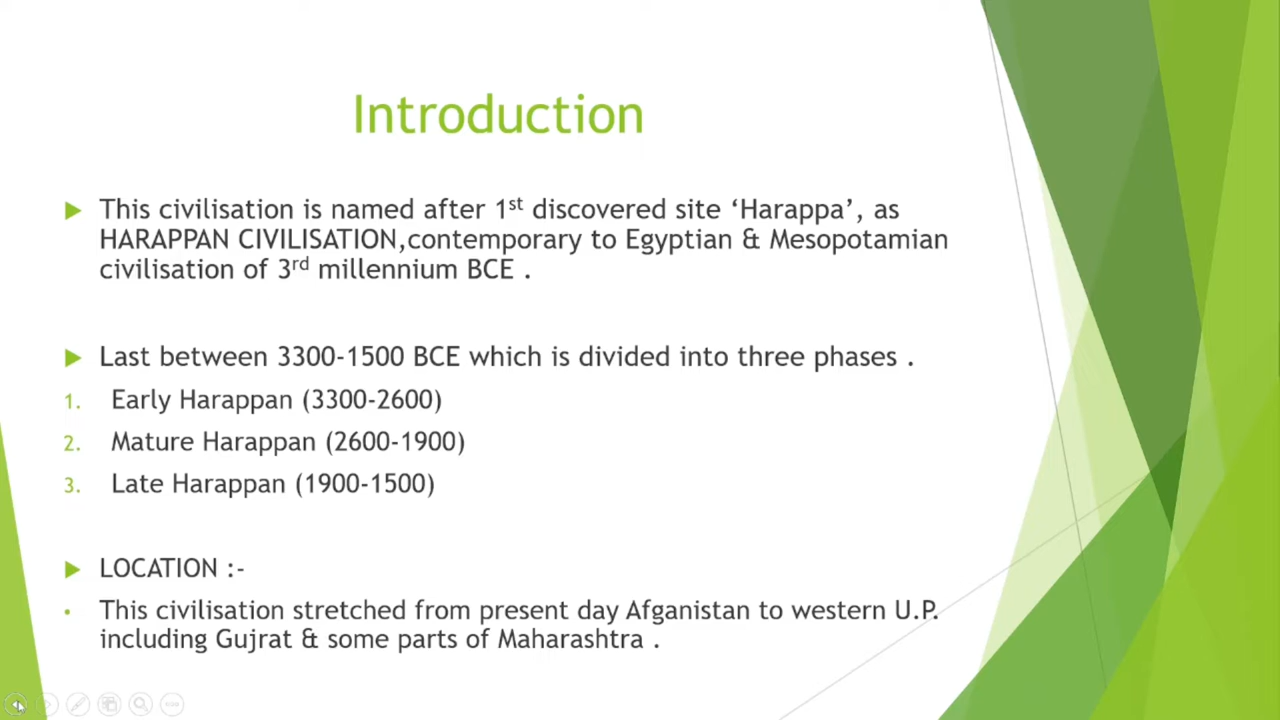 Introduction
This civilisation is named after 1st discovered site ‘Harappa’, as
HARAPPAN CIVILISATION,contemporary to Egyptian & Mesopotamian
civilisation of 3rd millennium BCE .
Last between 3300-1500 BCE which is divided into three phases .
1. Early Harappan (3300-2600)
2. Mature Harappan (2600-1900)
3. Late Harappan (1900-1500)
LOCATION :-
This civilisation stretched from present day Afganistan to western U.P.
including Gujrat & some parts of Maharashtra .